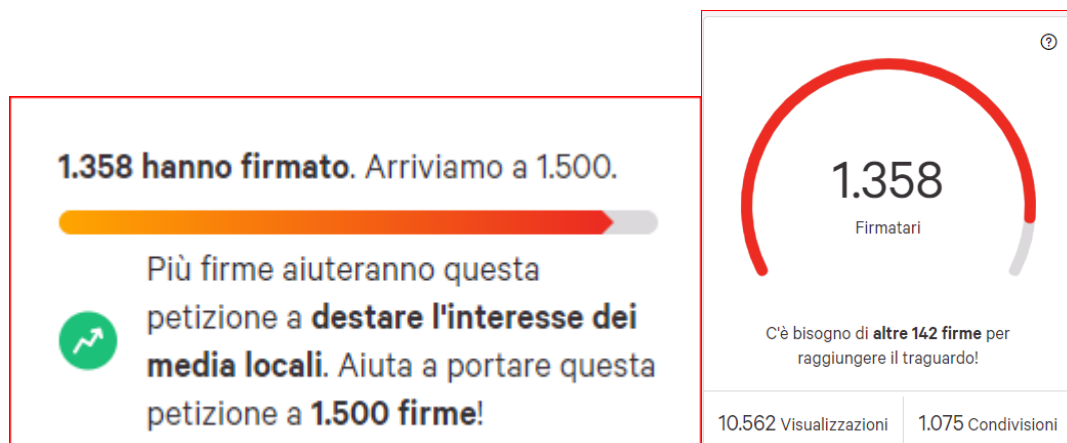 1.358 hanno firmato. Arriviamo a 1.500.
Più firme aiuteranno questa
petizione a destare l'interesse dei
media locali. Aiuta a portare questa
petizione a 1.500 firme!
?
1.358
Firmatari
C'è bisogno di altre 142 firme per
raggiungere il traguardo!
10.562 Visualizzazioni
1.075 Condivisioni